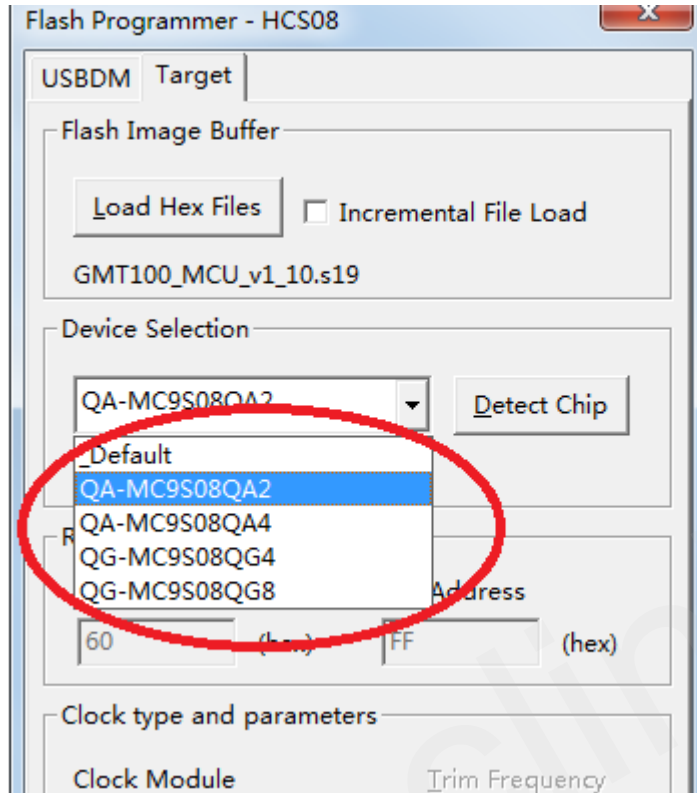 Flash Programmer - HCS08
USBDM Target
Flash Image Buffer
Load Hex Files Incremental File Load
GMT100_MCU_v1_10.s19
Device Selection
QA-MC9S08QA2 Detect Chip
_Default
QA-MC9S08QA2
QA-MC9S08QA4
QG-MC9S08QG4
QG-MC9S08QG8
Address
60 (hex) FF (hex)
Clock type and parameters
Clock Module Trim Frequency